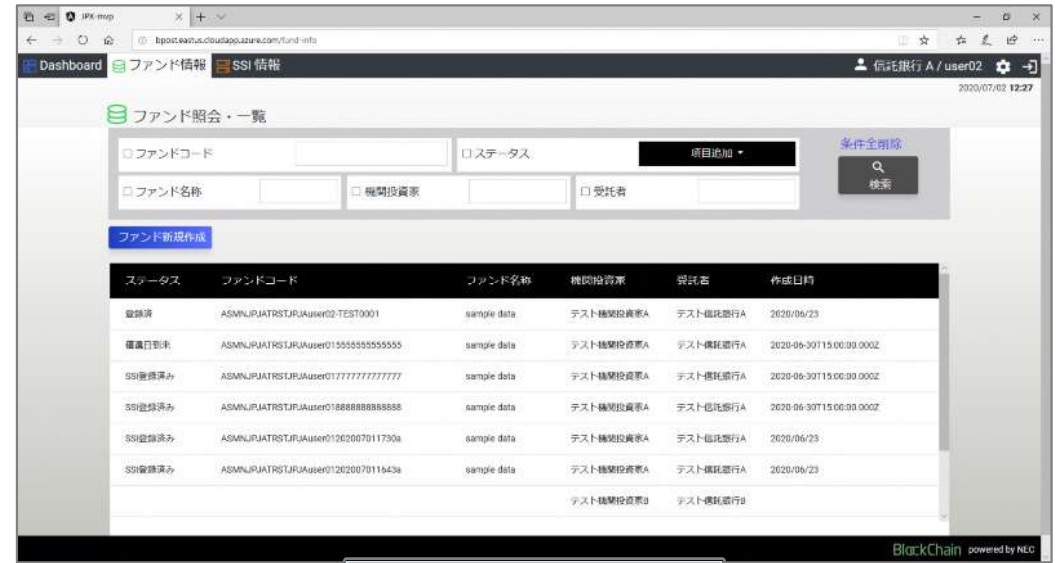 JPX-mvp
bpost.eastus.cloudapp.azure.com/fund-info
Dashboard ファンド情報 SSI 情報 信託銀行 A / user02
2020/07/02 12:27
ファンド照会・一覧
ファンドコード ステータス 項目追加 条件全削除
検索
ファンド名称 機関投資家 受託者
ファンド新規作成
ステータス ファンドコード ファンド名称 機関投資家 受託者 作成日時
登録済 ASMNJPJATRSTJPJAuser02-TEST0001 sample data テスト機関投資家A テスト信託銀行A 2020/06/23
sample data テスト機関投資家A テスト信託銀行A 2020-06-30T15:00:00.000Z
SSI登録済み sample data テスト機関投資家A テスト信託銀行A 2020-06-30T15:00:00.000Z
SSI登録済み sample data テスト機関投資家A テスト信託銀行A 2020-06-30T15:00:00.000Z
SSI登録済み ASMNJPJATRSTJPJAuser01202007011730a sample data テスト機関投資家A テスト信託銀行A 2020/06/23
SSI登録済み ASMNJPJATRSTJPJAuser01202007011643a sample data テスト機関投資家A テスト信託銀行A 2020/06/23
テスト機関投資家B テスト信託銀行B
BlockChain powered by NEC